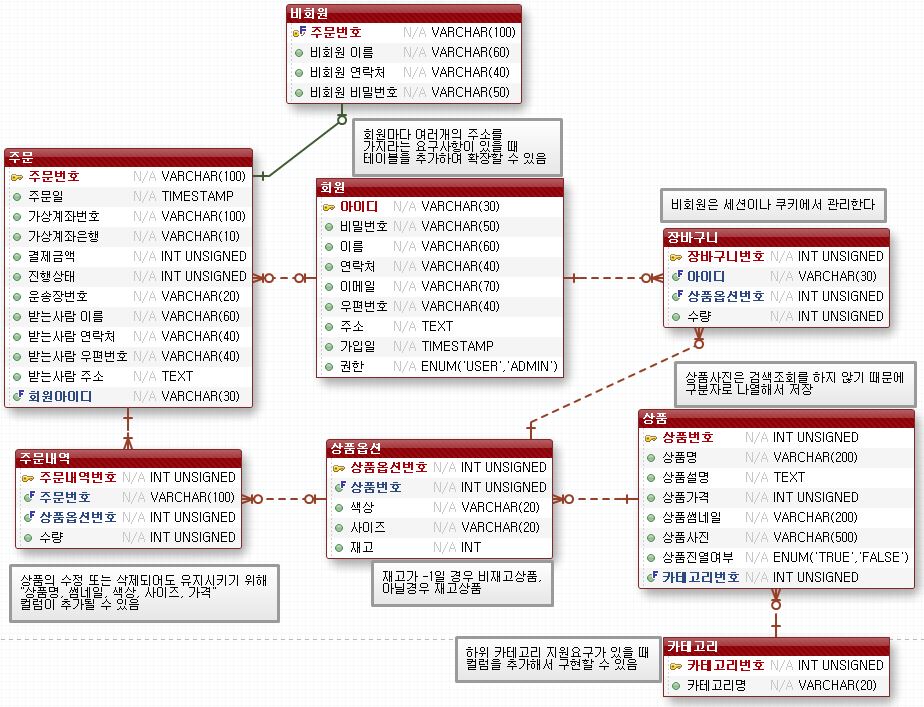 비회원
주문번호 N/A VARCHAR(100)
비회원 이름 N/A VARCHAR(60)
비회원 연락처 N/A VARCHAR(40)
비회원 비밀번호 N/A VARCHAR(50)
회원마다 여러개의 주소를
가지라는 요구사항이 있을 때
테이블을 추가하여 확장할 수 있음
주문
주문번호 N/A VARCHAR(100)
주문일 N/A TIMESTAMP
가상계좌번호 N/A VARCHAR(100)
가상계좌은행 N/A VARCHAR(10)
결제금액 N/A INT UNSIGNED
진행상태 N/A INT UNSIGNED
운송장번호 N/A VARCHAR(20)
받는사람 이름 N/A VARCHAR(60)
받는사람 연락처 N/A VARCHAR(40)
받는사람 우편번호 N/A VARCHAR(40)
받는사람 주소 N/A TEXT
회원아이디 N/A VARCHAR(30)
회원
아이디 N/A VARCHAR(30)
비밀번호 N/A VARCHAR(50)
이름 N/A VARCHAR(60)
연락처 N/A VARCHAR(40)
이메일 N/A VARCHAR(70)
우편번호 N/A VARCHAR(40)
주소 N/A TEXT
가입일 N/A TIMESTAMP
권한 N/A ENUM('USER','ADMIN')
비회원은 세션이나 쿠키에서 관리한다
장바구니
장바구니번호 N/A INT UNSIGNED
아이디 N/A VARCHAR(30)
상품옵션번호 N/A INT UNSIGNED
수량 N/A INT UNSIGNED
상품사진은 검색조회를 하지 않기 때문에
구분자로 나열해서 저장
주문내역
주문내역번호 N/A INT UNSIGNED
주문번호 N/A VARCHAR(100)
상품옵션번호 N/A INT UNSIGNED
수량 N/A INT UNSIGNED
상품의 수정 또는 삭제되어도 유지시키기 위해
"상품명, 썸네일, 색상, 사이즈, 가격"
컬럼이 추가될 수 있음
상품옵션
상품옵션번호 N/A INT UNSIGNED
상품번호 N/A INT UNSIGNED
색상 N/A VARCHAR(20)
사이즈 N/A VARCHAR(20)
재고 N/A INT
재고가 -1일 경우 비재고상품,
아닐경우 재고상품
상품
상품번호 N/A INT UNSIGNED
상품명 N/A VARCHAR(200)
상품설명 N/A TEXT
상품가격 N/A INT UNSIGNED
상품썸네일 N/A VARCHAR(200)
상품사진 N/A VARCHAR(500)
상품진열여부 N/A ENUM('TRUE','FALSE')
카테고리번호 N/A INT UNSIGNED
하위 카테고리 지원요구가 있을 때
컬럼을 추가해서 구현할 수 있음
카테고리
카테고리번호 N/A INT UNSIGNED
카테고리명 N/A VARCHAR(20)